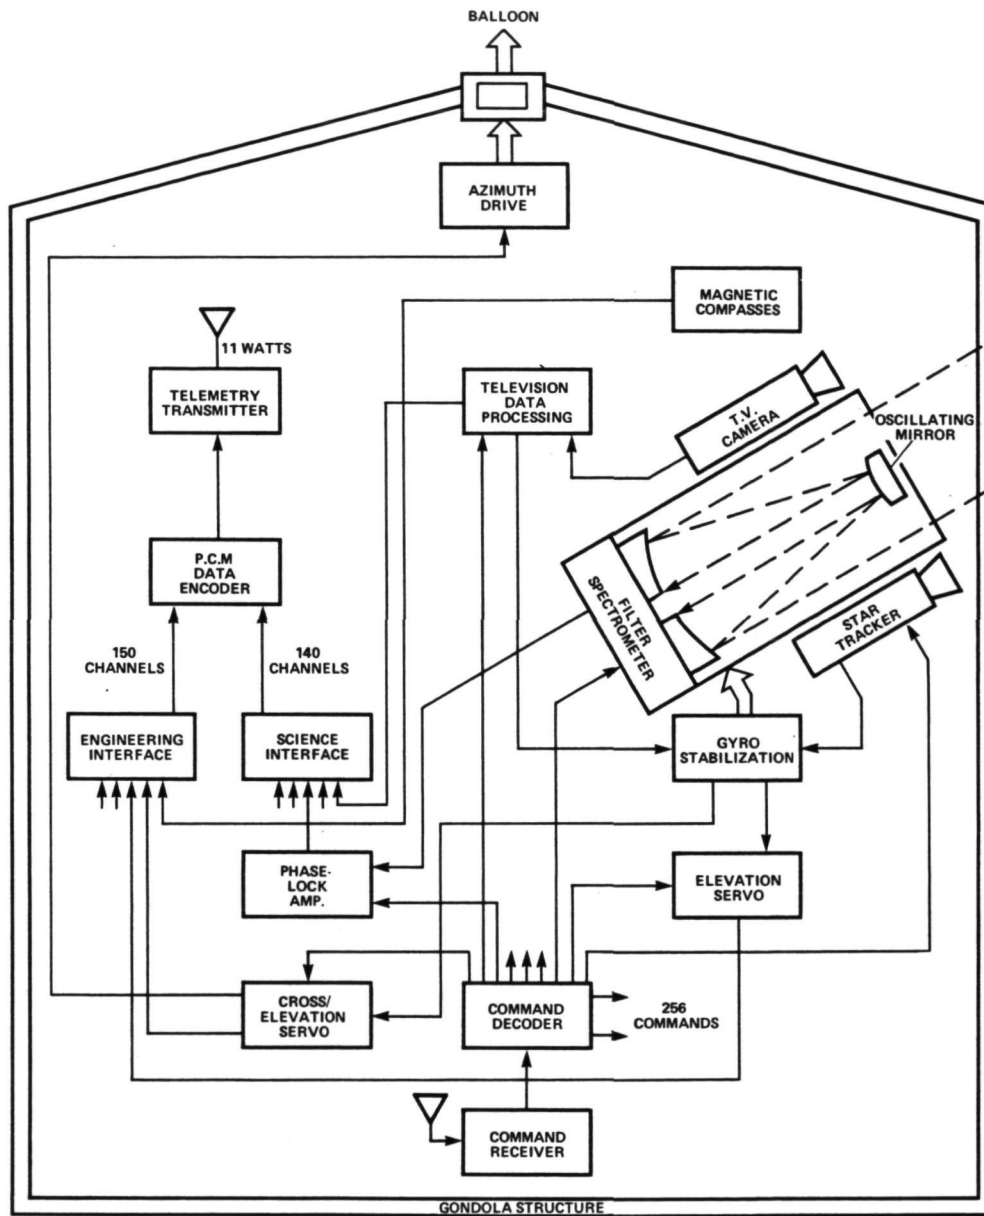 BALLOON
AZIMUTH
DRIVE
MAGNETIC
COMPASSES
11 WATTS
TELEMETRY
TRANSMITTER
TELEVISION
DATA
PROCESSING
T.V.
CAMERA
OSCILLATING
MIRROR
P.C.M
DATA
ENCODER
FILTER
SPECTROMETER
STAR
TRACKER
150
CHANNELS
140
CHANNELS
ENGINEERING
INTERFACE
SCIENCE
INTERFACE
GYRO
STABILIZATION
PHASE-
LOCK
AMP.
ELEVATION
SERVO
CROSS/
ELEVATION
SERVO
COMMAND
DECODER
256
COMMANDS
COMMAND
RECEIVER
GONDOLA STRUCTURE